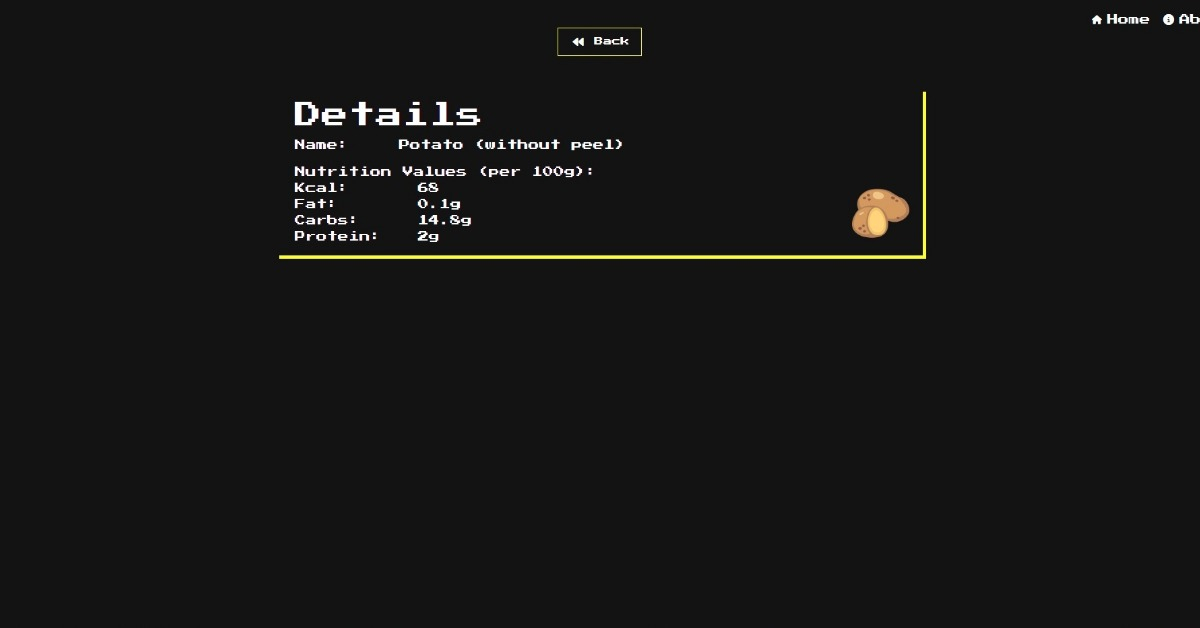 Home Ab
Back
Details
Name: Potato (without peel)
Nutrition Values (per 100g):
Kcal: 68
Fat: 0.1g
Carbs: 14.8g
Protein: 2g